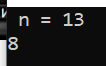 n = 13
8